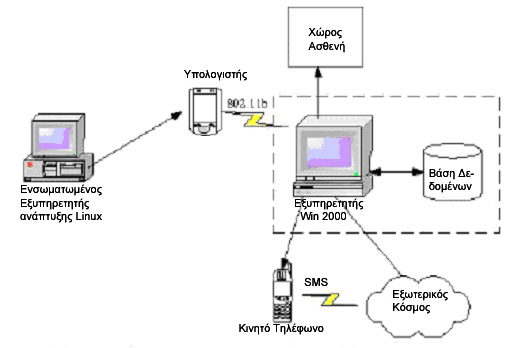 Χώρος
Ασθενή
Υπολογιστής
802.11b
Ενσωματωμένος
Εξυπηρετητής
ανάπτυξης Linux
Εξυπηρετητής
Win 2000
Βάση Δε-
δομένων
SMS
Κινητό Τηλέφωνο
Εξωτερικός
Κόσμος